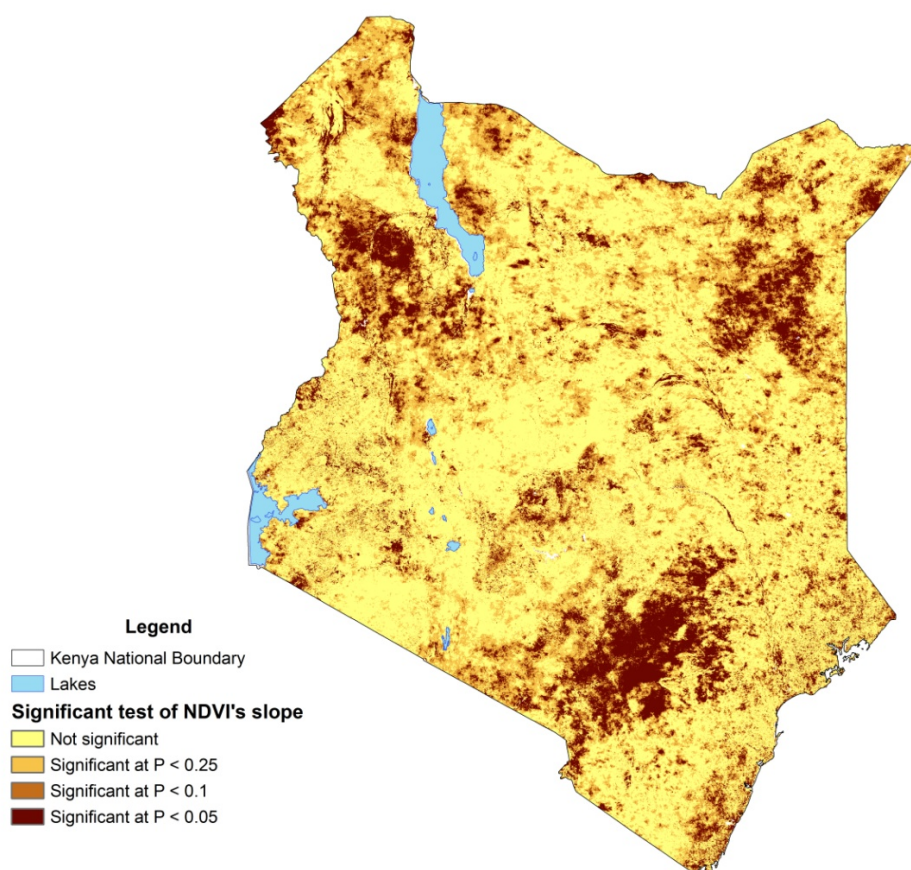 Legend
Kenya National Boundary
Lakes
Significant test of NDVI's slope
Not significant
Significant at P < 0.25
Significant at P < 0.1
Significant at P < 0.05